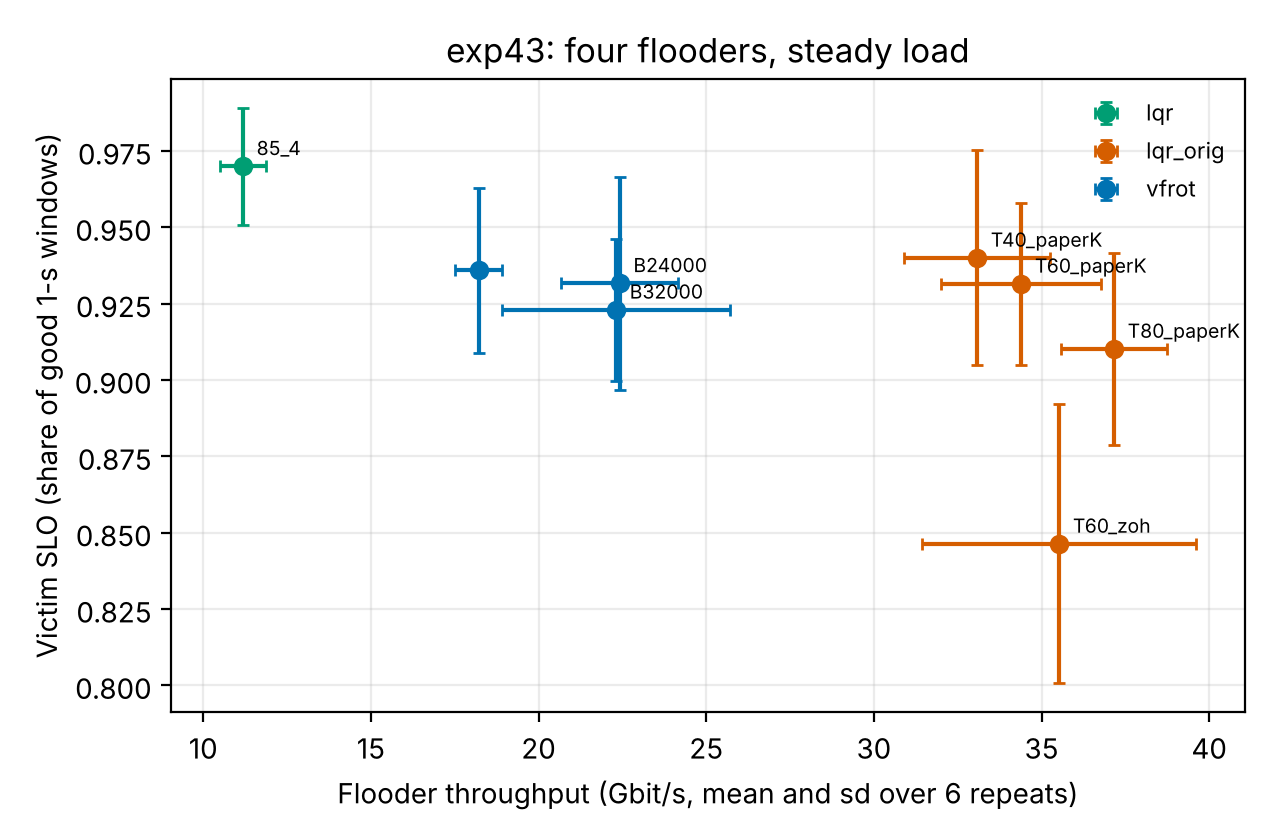 exp43: four flooders, steady load
Victim SLO (share of good 1-s windows)
0.975
0.950
0.925
0.900
0.875
0.850
0.825
0.800
85_4
B24000
B32000
T40_paperK
T60_paperK
T80_paperK
T60_zoh
lqr
lqr_orig
vfrot
10
15
20
25
30
35
40
Flooder throughput (Gbit/s, mean and sd over 6 repeats)